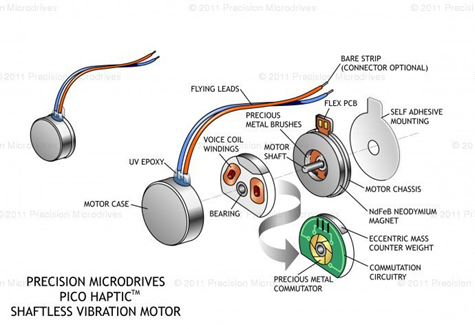 © 2011 Precision Microdrives
BARE STRIP
(CONNECTOR OPTIONAL)
FLYING LEADS
FLEX PCB
PRECIOUS
METAL BRUSHES
SELF ADHESIVE
MOUNTING
VOICE COIL
WINDINGS
MOTOR
SHAFT
UV EPOXY
MOTOR CHASSIS
MOTOR CASE
BEARING
NdFeB NEODYMIUM
MAGNET
ECCENTRIC MASS
COUNTER WEIGHT
COMMUTATION
CIRCUITRY
PRECIOUS METAL
COMMUTATOR
PRECISION MICRODRIVES
PICO HAPTIC™
SHAFTLESS VIBRATION MOTOR